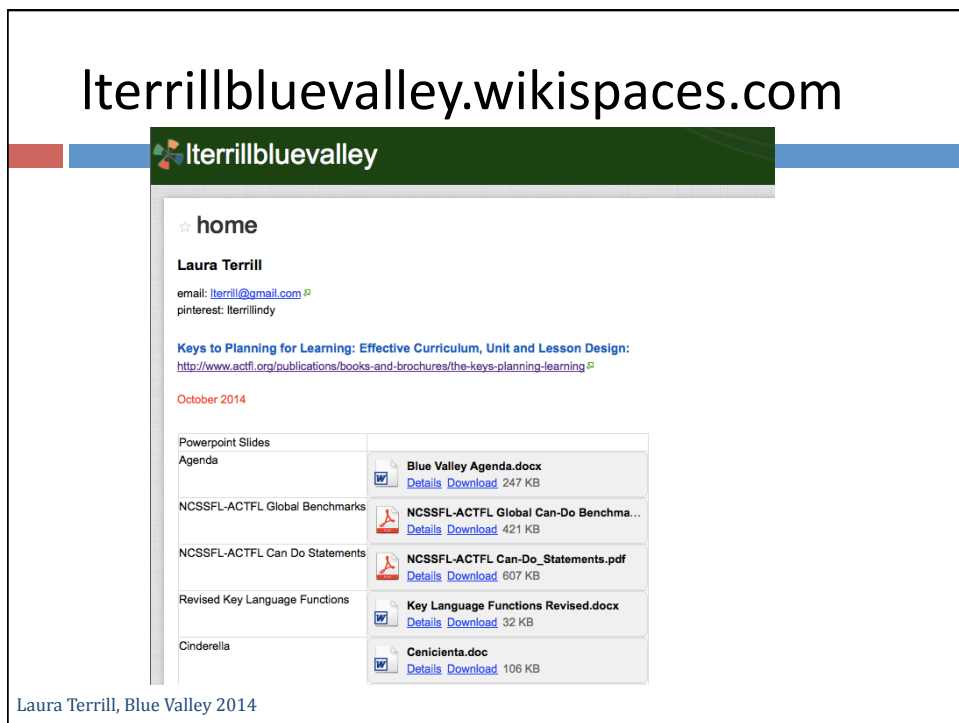 lterrillbluevalley.wikispaces.com
lterrillbluevalley
home
Laura Terrill
email: lterrill@gmail.com
pinterest: lterrillindy
Keys to Planning for Learning: Effective Curriculum, Unit and Lesson Design:
http://www.actfl.org/publications/books-and-brochures/the-keys-planning-learning
October 2014
Powerpoint Slides
Agenda
Blue Valley Agenda.docx
Details Download 247 KB
NCSSFL-ACTFL Global Benchmarks
NCSSFL-ACTFL Global Can-Do Benchma...
Details Download 421 KB
NCSSFL-ACTFL Can Do Statements
NCSSFL-ACTFL Can-Do_Statements.pdf
Details Download 607 KB
Revised Key Language Functions
Key Language Functions Revised.docx
Details Download 32 KB
Cinderella
Cenicienta.doc
Details Download 106 KB
Laura Terrill, Blue Valley 2014